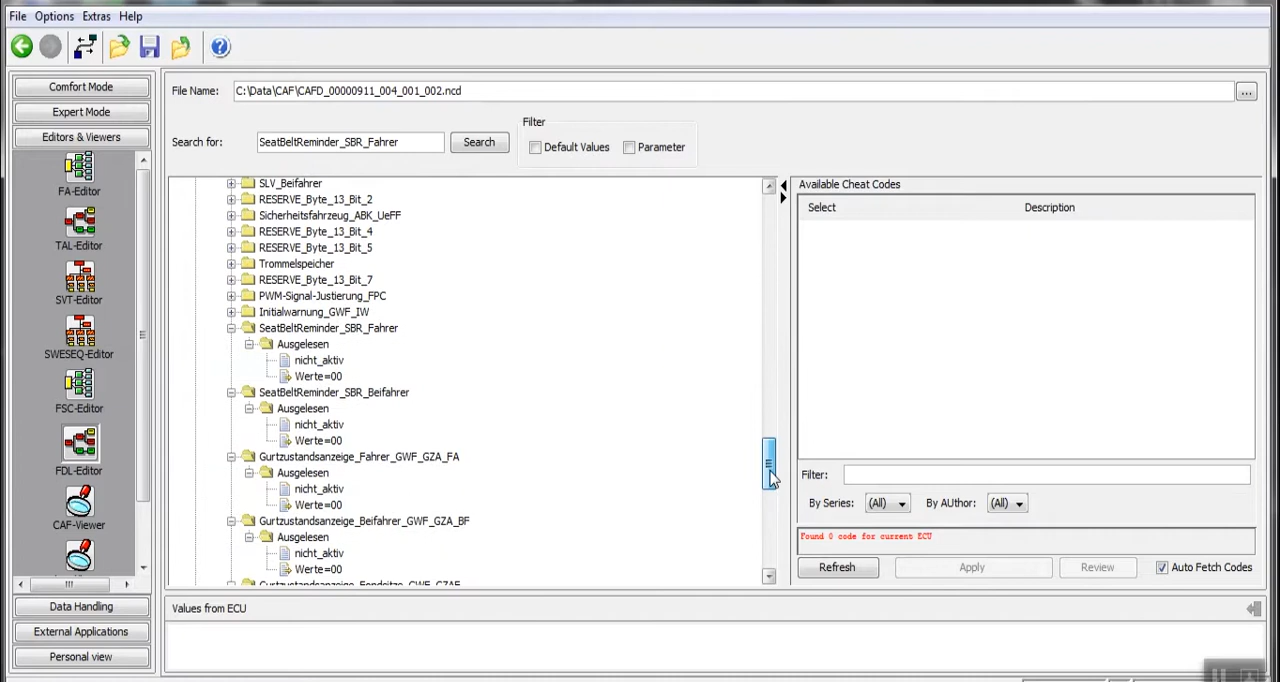 File Options Extras Help
Comfort Mode
Expert Mode
Editors & Viewers
FA-Editor
TAL-Editor
SVT-Editor
SWESEQ-Editor
FSC-Editor
FDL-Editor
CAF-Viewer
Data Handling
External Applications
Personal view
File Name: C:\Data\CAF\CAFD_00000911_004_001_002.ncd ...
Search for: SeatBeltReminder_SBR_Fahrer Search
Filter
Default Values Parameter
SLV_Beifahrer
RESERVE_Byte_13_Bit_2
Sicherheitsfahrzeug_ABK_UeFF
RESERVE_Byte_13_Bit_4
RESERVE_Byte_13_Bit_5
Trommelspeicher
RESERVE_Byte_13_Bit_7
PWM-Signal-Justierung_FPC
Initialwarnung_GWF_IW
SeatBeltReminder_SBR_Fahrer
Ausgelesen
nicht_aktiv
Werte=00
SeatBeltReminder_SBR_Beifahrer
Ausgelesen
nicht_aktiv
Werte=00
Gurtzustandsanzeige_Fahrer_GWF_GZA_FA
Ausgelesen
nicht_aktiv
Werte=00
Gurtzustandsanzeige_Beifahrer_GWF_GZA_BF
Ausgelesen
nicht_aktiv
Werte=00
Available Cheat Codes
Select Description
Filter:
By Series: (All) By AUthor: (All)
Found 0 code for current ECU
Refresh Apply Review Auto Fetch Codes
Values from ECU